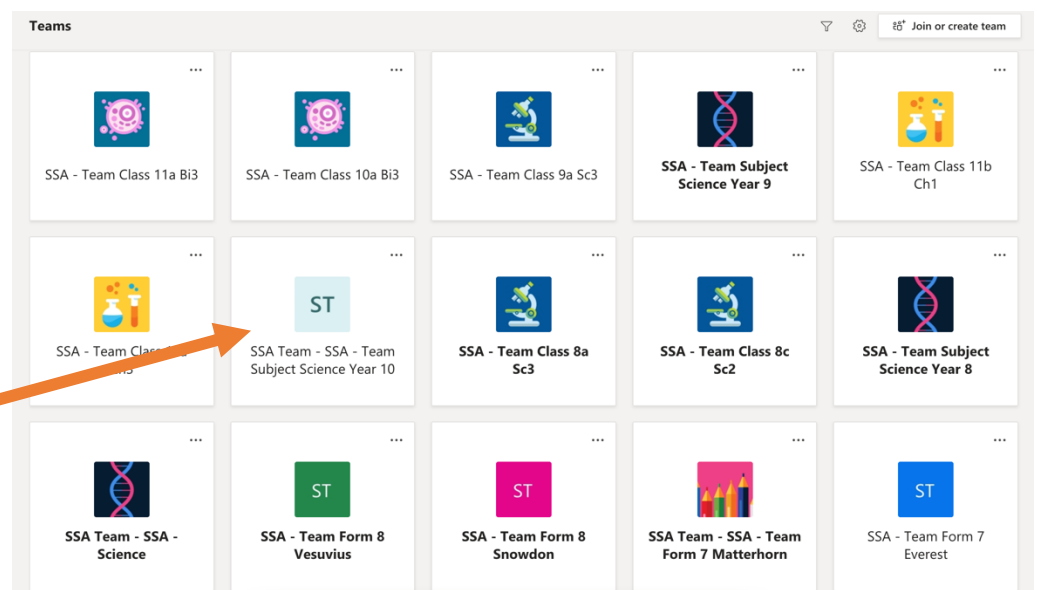 Teams
Join or create team
SSA - Team Class 11a Bi3
SSA - Team Class 10a Bi3
SSA - Team Class 9a Sc3
SSA - Team Subject
Science Year 9
SSA - Team Class 11b
Ch1
SSA - Team
ST
SSA Team - SSA - Team
Subject Science Year 10
SSA - Team Class 8a
Sc3
SSA - Team Class 8c
Sc2
SSA - Team Subject
Science Year 8
SSA Team - SSA -
Science
ST
SSA - Team Form 8
Vesuvius
ST
SSA - Team Form 8
Snowdon
SSA Team - SSA - Team
Form 7 Matterhorn
ST
SSA - Team Form 7
Everest